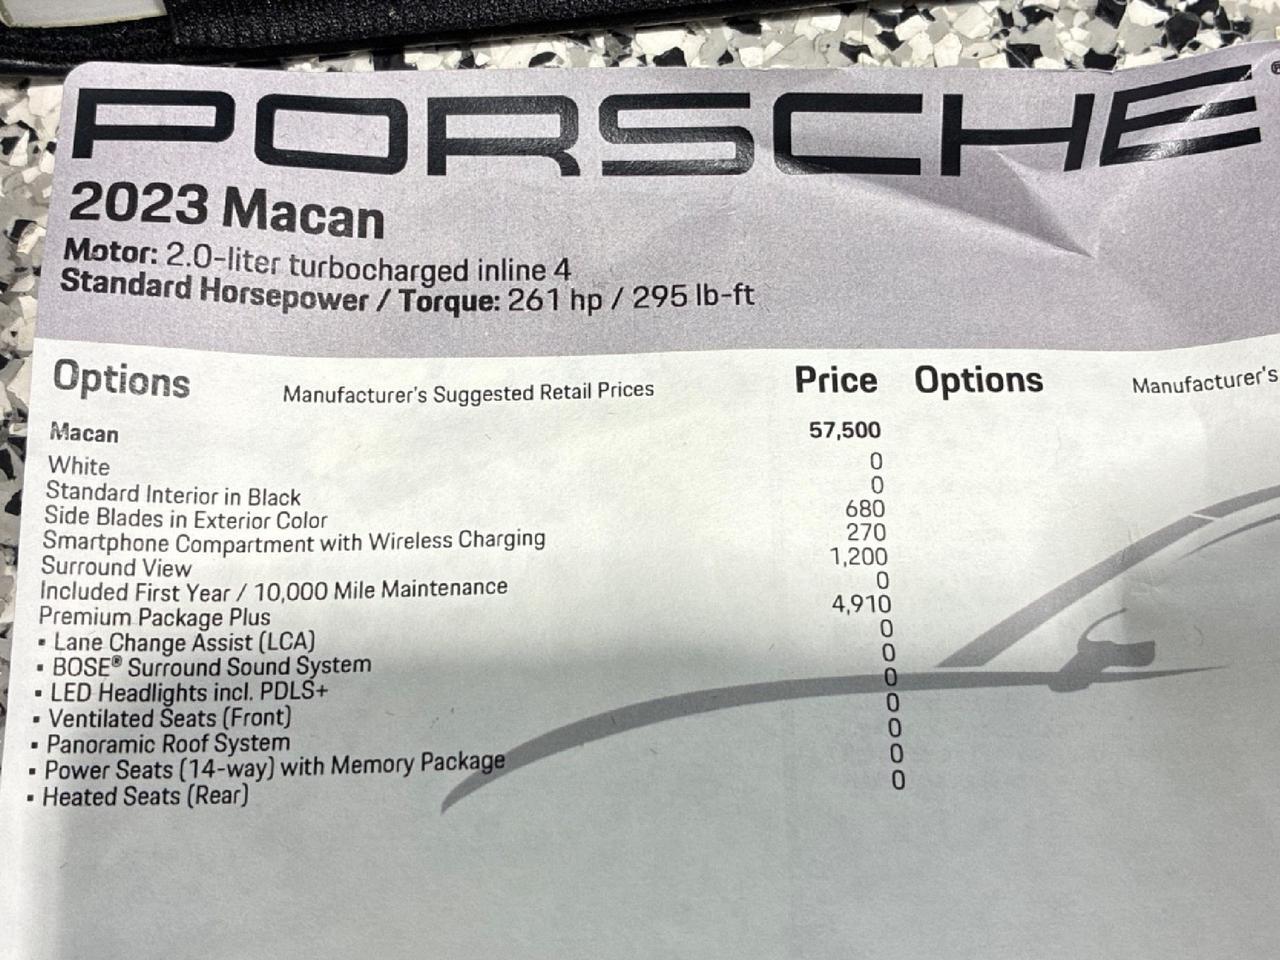 PORSCHE®
2023 Macan
Motor: 2.0-liter turbocharged inline 4
Standard Horsepower / Torque: 261 hp / 295 lb-ft
Options Manufacturer's Suggested Retail Prices Price Options Manufacturer's
Macan 57,500
White 0
Standard Interior in Black 0
Side Blades in Exterior Color 680
Smartphone Compartment with Wireless Charging 270
Surround View 1,200
Included First Year / 10,000 Mile Maintenance 0
Premium Package Plus 4,910
▪ Lane Change Assist (LCA) 0
▪ BOSE® Surround Sound System 0
▪ LED Headlights incl. PDLS+ 0
▪ Ventilated Seats (Front) 0
▪ Panoramic Roof System 0
▪ Power Seats (14-way) with Memory Package 0
▪ Heated Seats (Rear) 0